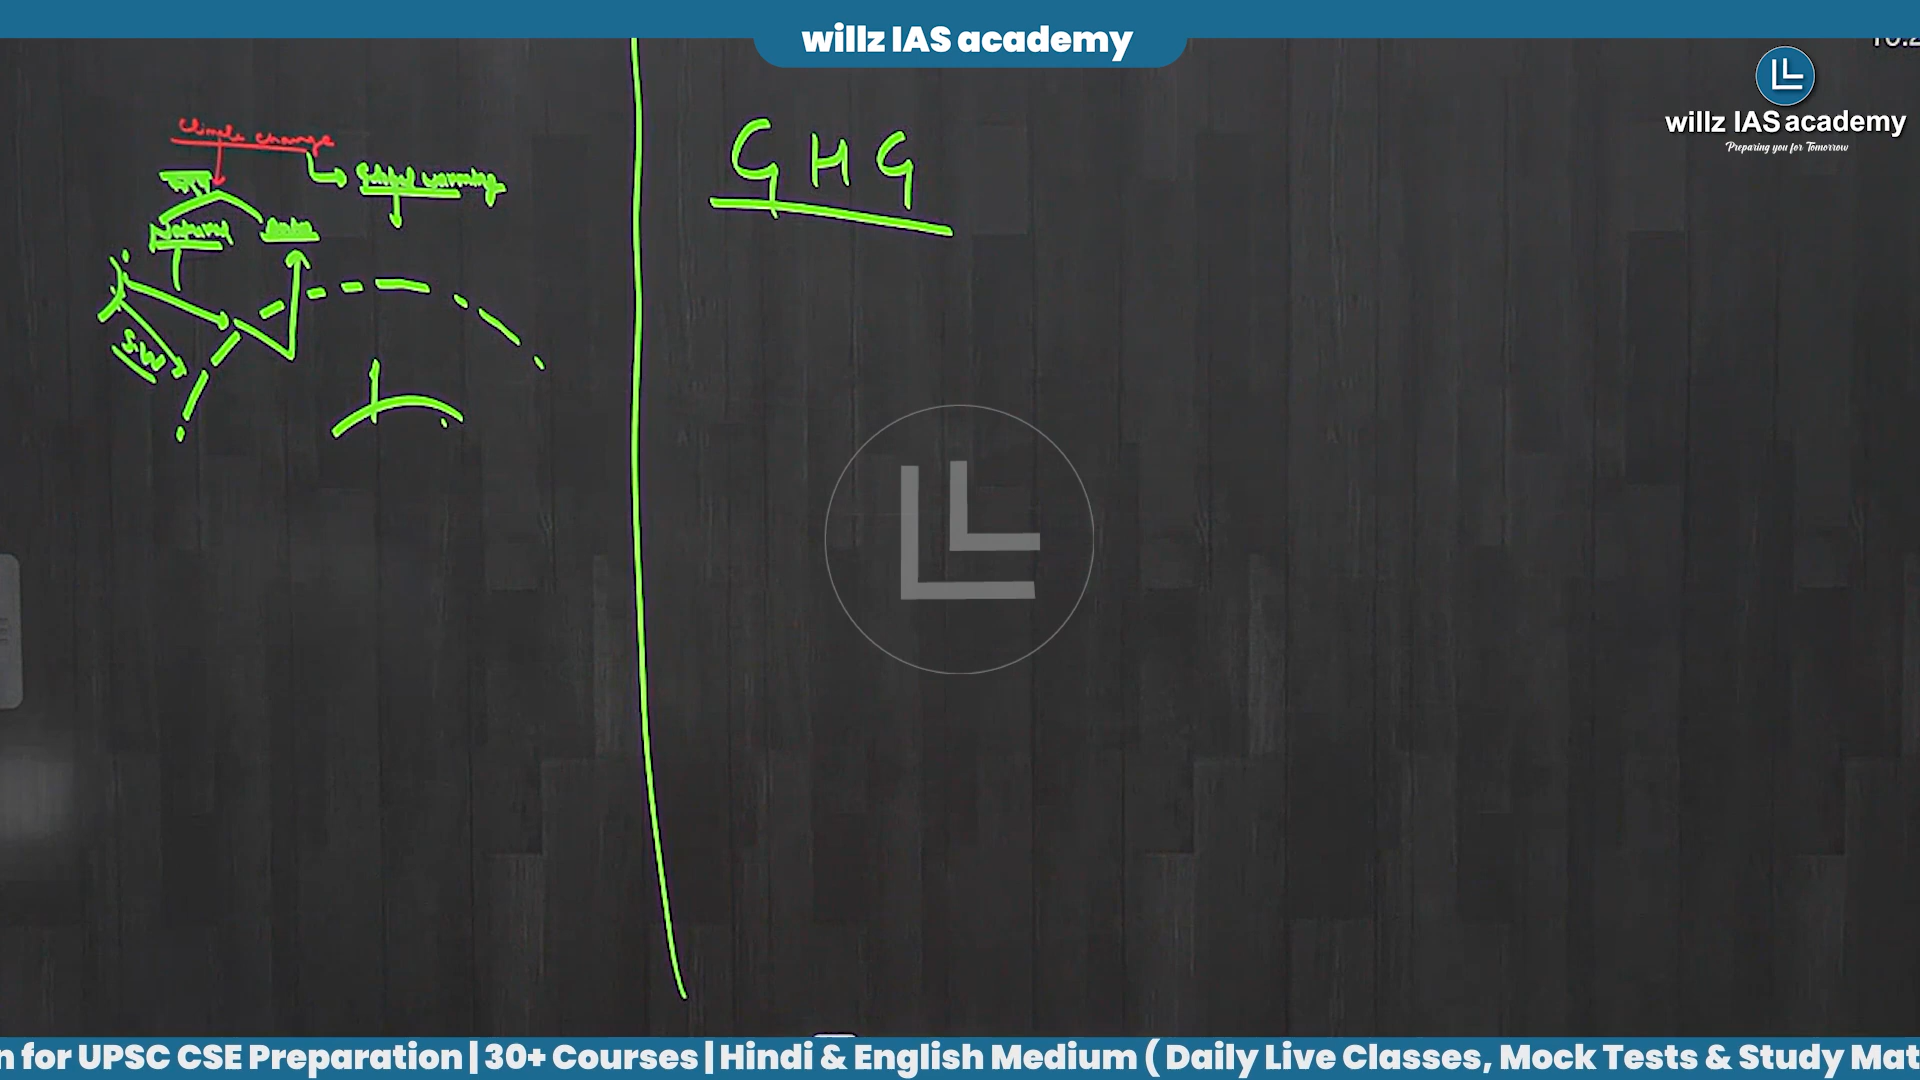 willz IAS academy
willz IAS academy
Preparing you for Tomorrow
Climate change
Global warming
Natural
S.W
GHG
n for UPSC CSE Preparation | 30+ Courses | Hindi & English Medium ( Daily Live Classes, Mock Tests & Study Mat